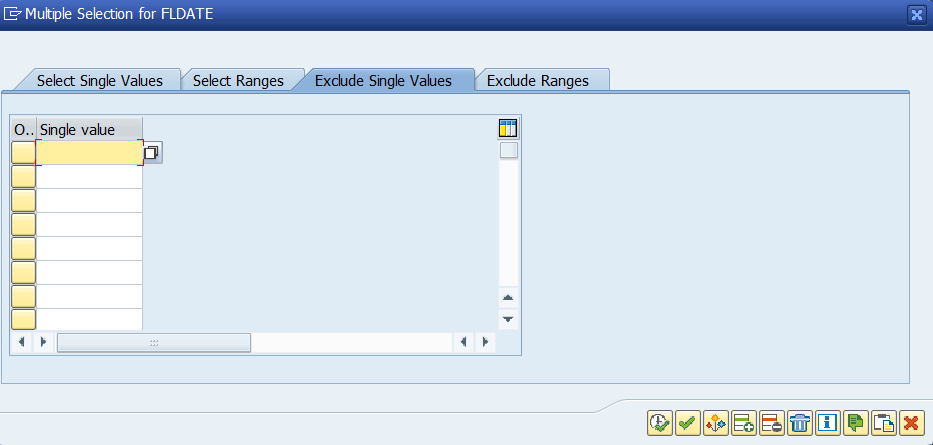 Multiple Selection for FLDATE
Select Single Values Select Ranges Exclude Single Values Exclude Ranges
O.. Single value